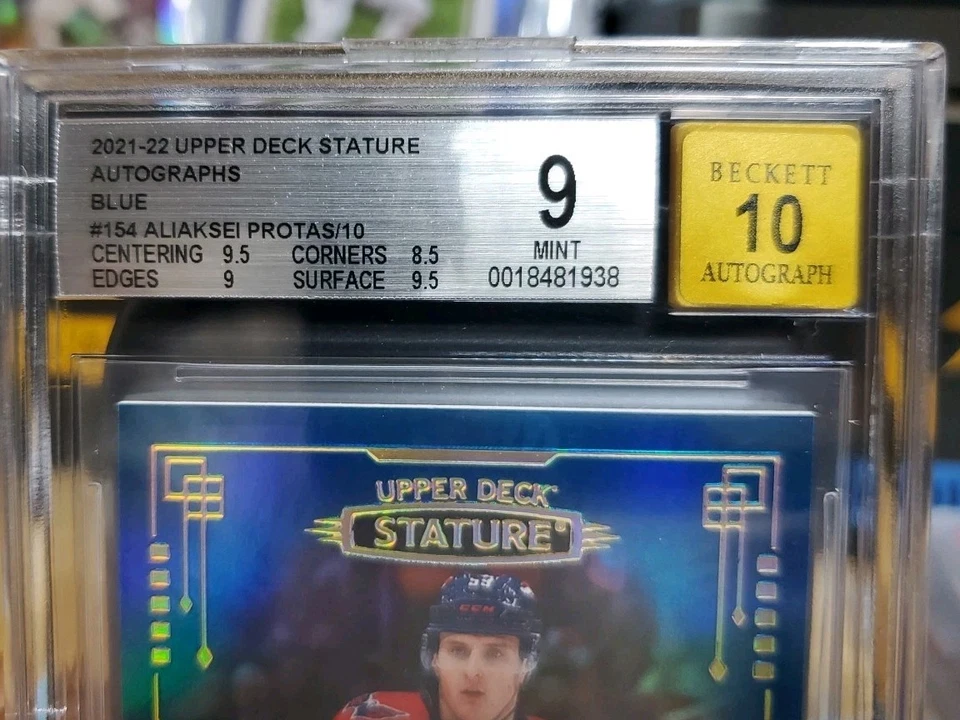 2021-22 UPPER DECK STATURE
AUTOGRAPHS
BLUE
#154 ALIAKSEI PROTAS/10
CENTERING 9.5 CORNERS 8.5
EDGES 9 SURFACE 9.5
9
MINT
0018481938
BECKETT
10
AUTOGRAPH
UPPER DECK
STATURE
59
CCM